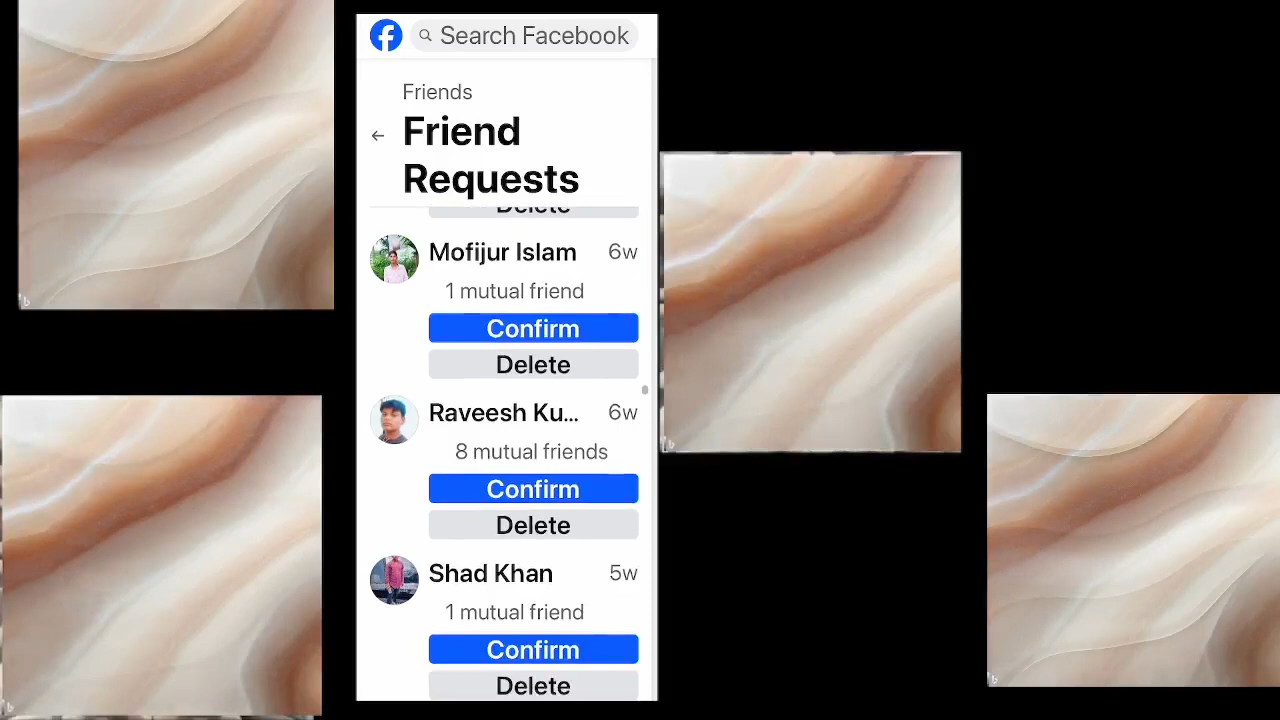 Search Facebook
Friends
Friend
Requests
Delete
Mofijur Islam 6w
1 mutual friend
Confirm
Delete
Raveesh Ku... 6w
8 mutual friends
Confirm
Delete
Shad Khan 5w
1 mutual friend
Confirm
Delete